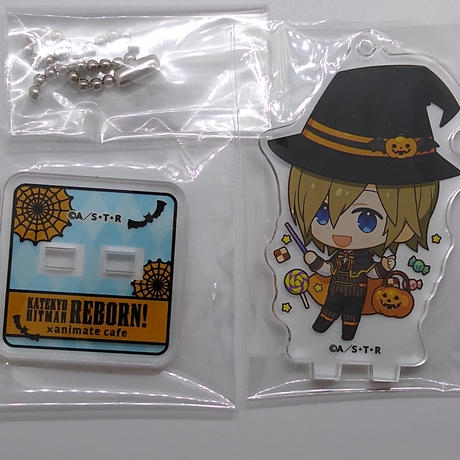 ©A/S・T・R
KATEKYO
HITMAN REBORN!
×animate cafe
©A/S・T・R